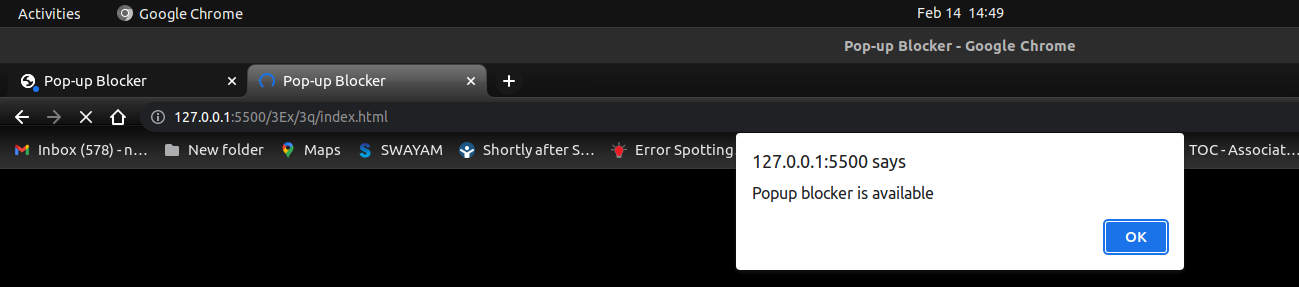 Activities Google Chrome Feb 14 14:49
Pop-up Blocker - Google Chrome
Pop-up Blocker Pop-up Blocker
127.0.0.1:5500/3Ex/3q/index.html
Inbox (578) - n... New folder Maps SWAYAM Shortly after S... Error Spotting. TOC - Associat...
127.0.0.1:5500 says
Popup blocker is available
OK